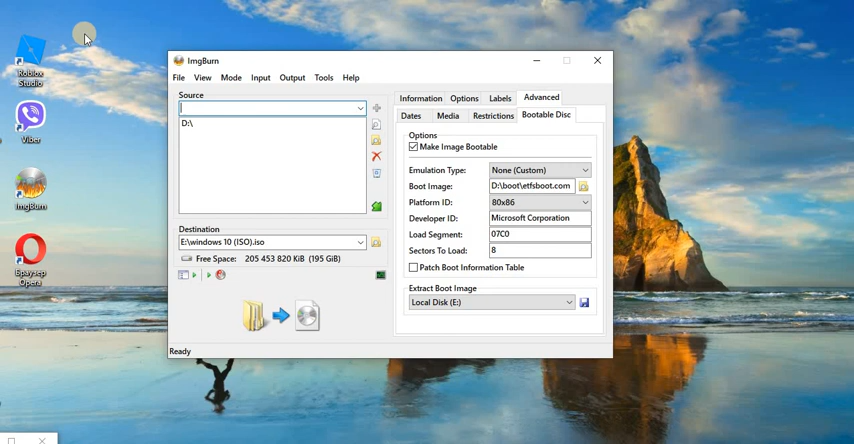 Roblox
Studio
Viber
ImgBurn
Браузер
Opera
ImgBurn
File View Mode Input Output Tools Help
Source
D:\
Destination
E:\windows 10 (ISO).iso
Free Space: 205 453 820 KiB (195 GiB)
Ready
Information Options Labels Advanced
Dates Media Restrictions Bootable Disc
Options
Make Image Bootable
Emulation Type: None (Custom)
Boot Image: D:\boot\etfsboot.com
Platform ID: 80x86
Developer ID: Microsoft Corporation
Load Segment: 07C0
Sectors To Load: 8
Patch Boot Information Table
Extract Boot Image
Local Disk (E:)